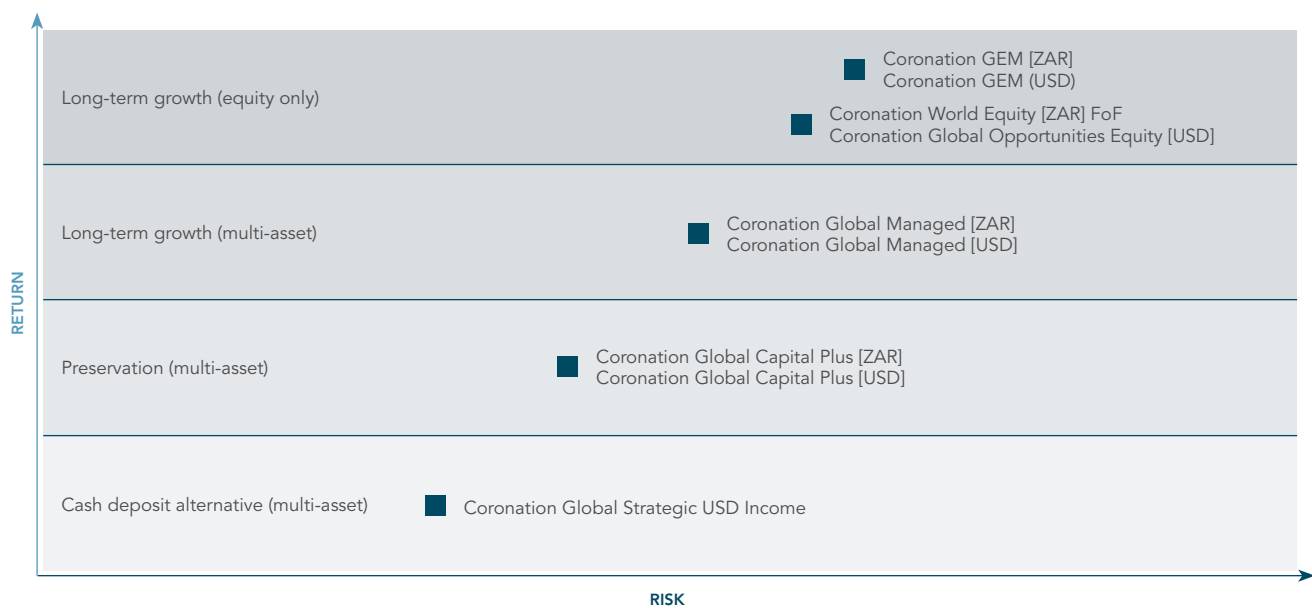 Coronation GEM [ZAR]
Coronation GEM (USD)
Long-term growth (equity only)
Coronation World Equity [ZAR] FoF
Coronation Global Opportunities Equity [USD]
Long-term growth (multi-asset)
Coronation Global Managed [ZAR]
Coronation Global Managed [USD]
RETURN
Preservation (multi-asset)
Coronation Global Capital Plus [ZAR]
Coronation Global Capital Plus [USD]
Cash deposit alternative (multi-asset)
Coronation Global Strategic USD Income
RISK